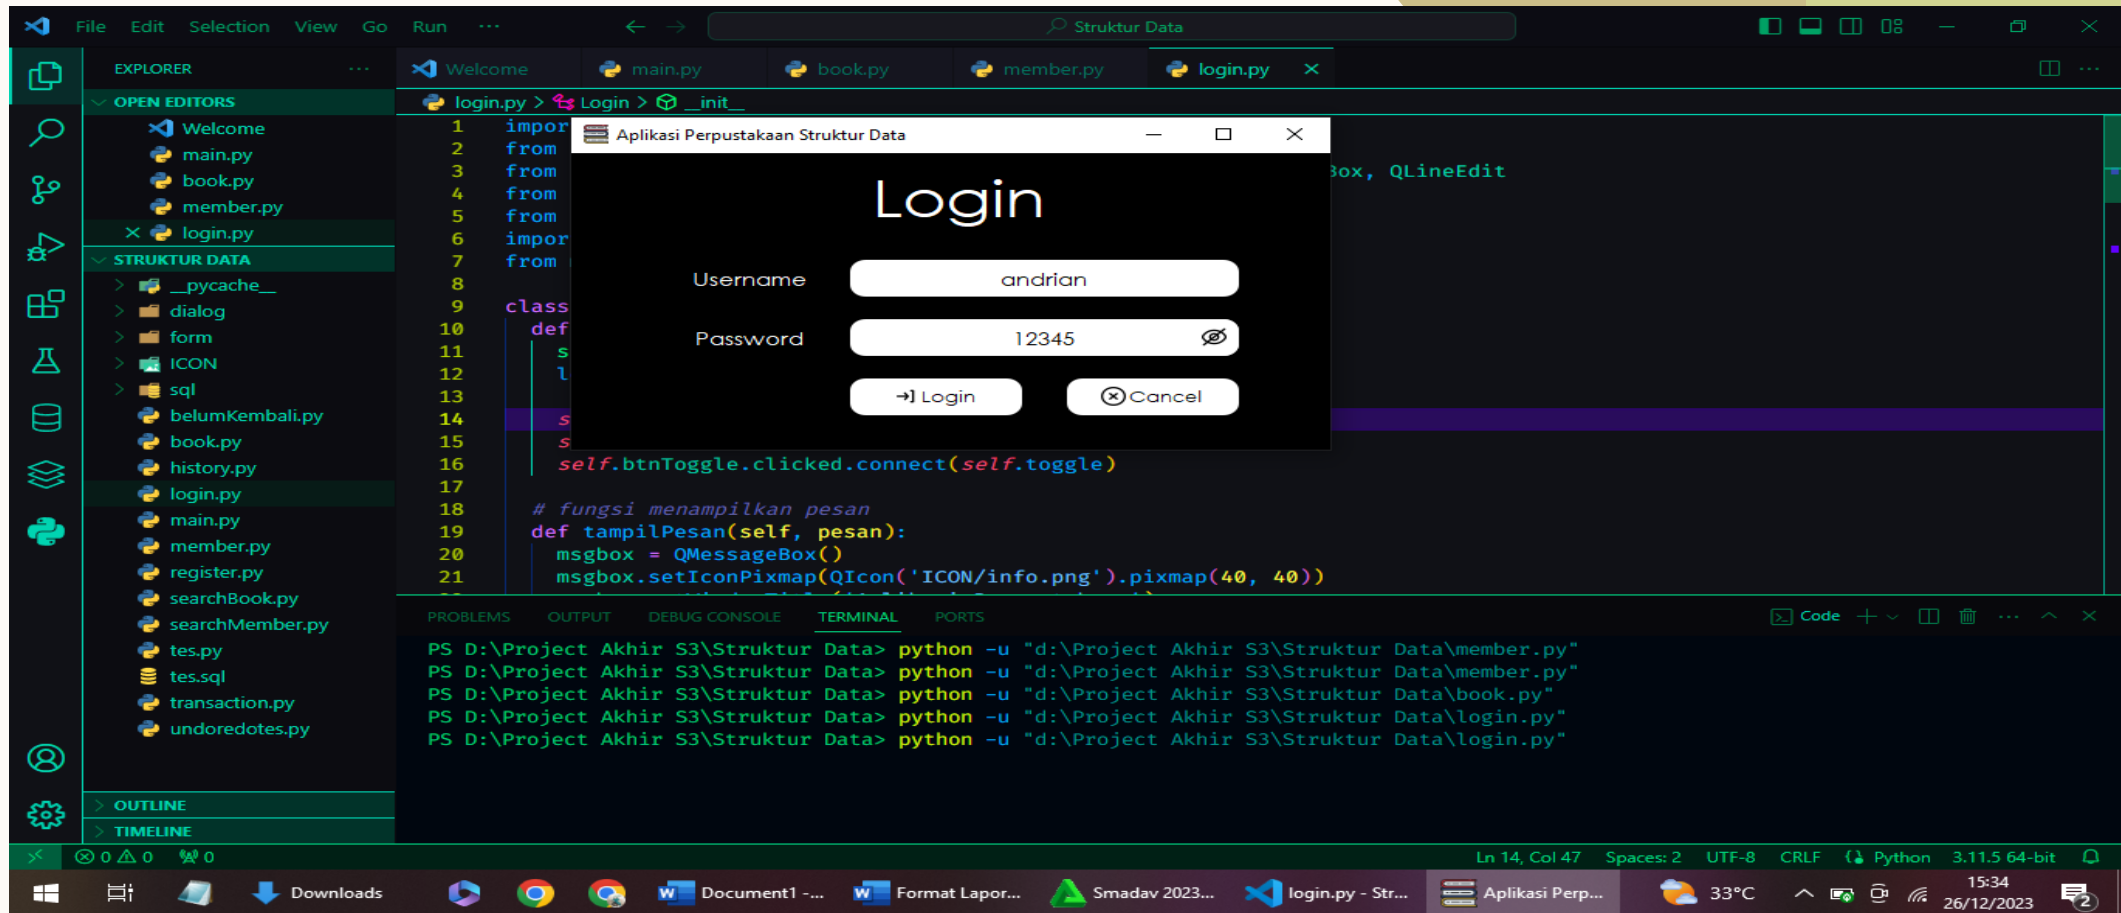 File Edit Selection View Go Run ··· Struktur Data
EXPLORER ···
OPEN EDITORS
Welcome
main.py
book.py
member.py
login.py
STRUKTUR DATA
__pycache__
dialog
form
ICON
sql
belumKembali.py
book.py
history.py
login.py
main.py
member.py
register.py
searchBook.py
searchMember.py
tes.py
tes.sql
transaction.py
undoredotes.py
OUTLINE
TIMELINE
Welcome main.py book.py member.py login.py
login.py > Login > __init__
1 impor
2 from
3 from Box, QLineEdit
4 from
5 from
6 impor
7 from
8
9 class
10 def
11 s
12 l
13
14 s
15 s
16 self.btnToggle.clicked.connect(self.toggle)
17
18 # fungsi menampilkan pesan
19 def tampilPesan(self, pesan):
20 msgbox = QMessageBox()
21 msgbox.setIconPixmap(QIcon('ICON/info.png').pixmap(40, 40))
Aplikasi Perpustakaan Struktur Data
Login
Username andrian
Password 12345
Login Cancel
PROBLEMS OUTPUT DEBUG CONSOLE TERMINAL PORTS Code
PS D:\Project Akhir S3\Struktur Data> python -u "d:\Project Akhir S3\Struktur Data\member.py"
PS D:\Project Akhir S3\Struktur Data> python -u "d:\Project Akhir S3\Struktur Data\member.py"
PS D:\Project Akhir S3\Struktur Data> python -u "d:\Project Akhir S3\Struktur Data\book.py"
PS D:\Project Akhir S3\Struktur Data> python -u "d:\Project Akhir S3\Struktur Data\login.py"
PS D:\Project Akhir S3\Struktur Data> python -u "d:\Project Akhir S3\Struktur Data\login.py"
0 0 0 Ln 14, Col 47 Spaces: 2 UTF-8 CRLF Python 3.11.5 64-bit
Downloads Document1 -... Format Lapor... Smadav 2023... login.py - Str... Aplikasi Perp... 33°C 15:34
26/12/2023 2